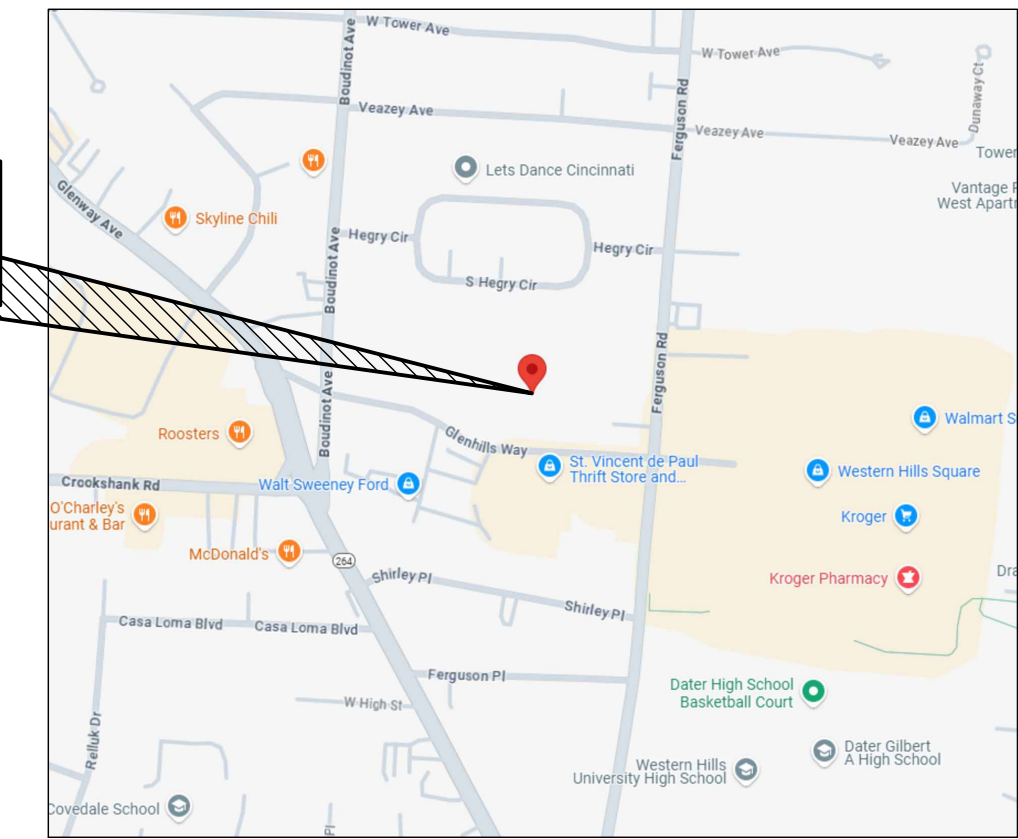 W Tower Ave
W Tower Ave
Boudinot Ave
Ferguson Rd
Dunaway Ct
Veazey Ave
Veazey Ave
Veazey Ave
Tower
Lets Dance Cincinnati
Vantage
West Apart
Glenway Ave
Skyline Chili
Hegry Cir
Hegry Cir
Boudinot Ave
S Hegry Cir
Ferguson Rd
Boudinot Ave
Walmart S
Roosters
Glenhills Way
St. Vincent de Paul
Thrift Store and...
Western Hills Square
Crookshank Rd
Walt Sweeney Ford
O'Charley's
urant & Bar
Kroger
McDonald's
264
Shirley Pl
Kroger Pharmacy
Dra
Shirley Pl
Casa Loma Blvd
Casa Loma Blvd
Ferguson Pl
Dater High School
Basketball Court
W High St
Relluk Dr
Dater Gilbert
A High School
Western Hills
University High School
Covedale School
Pl